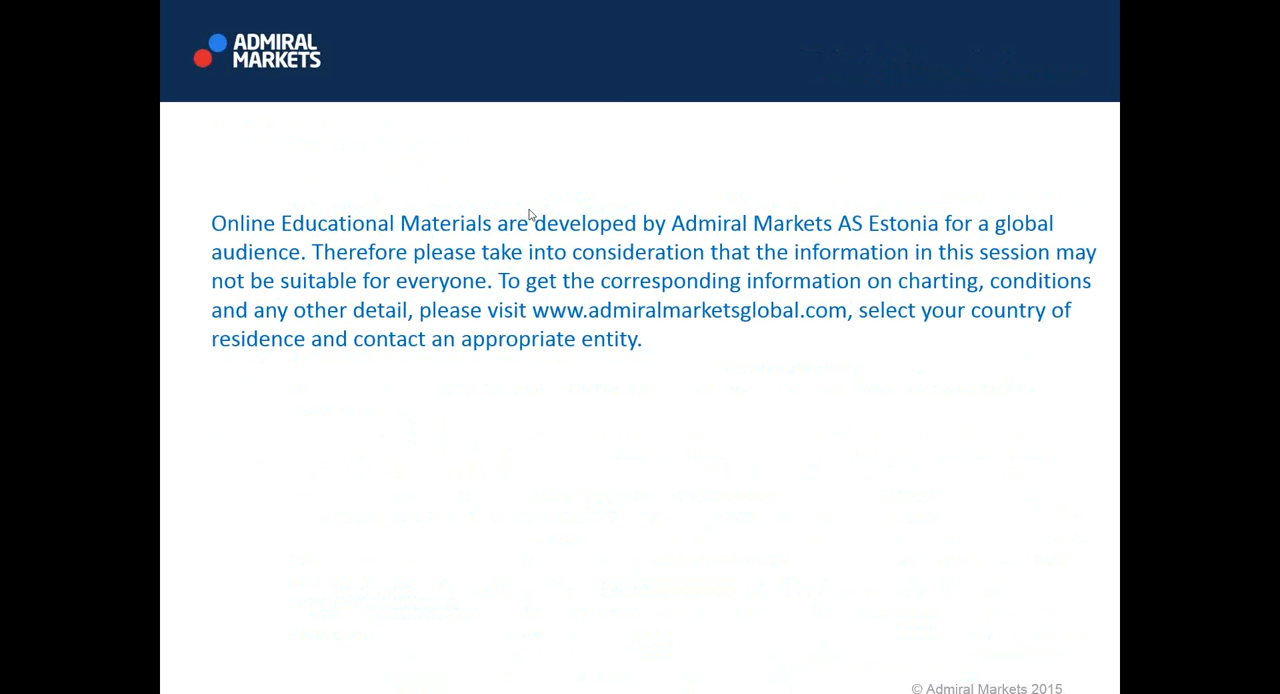 ADMIRAL
MARKETS
Online Educational Materials are developed by Admiral Markets AS Estonia for a global
audience. Therefore please take into consideration that the information in this session may
not be suitable for everyone. To get the corresponding information on charting, conditions
and any other detail, please visit www.admiralmarketsglobal.com, select your country of
residence and contact an appropriate entity.
© Admiral Markets 2015